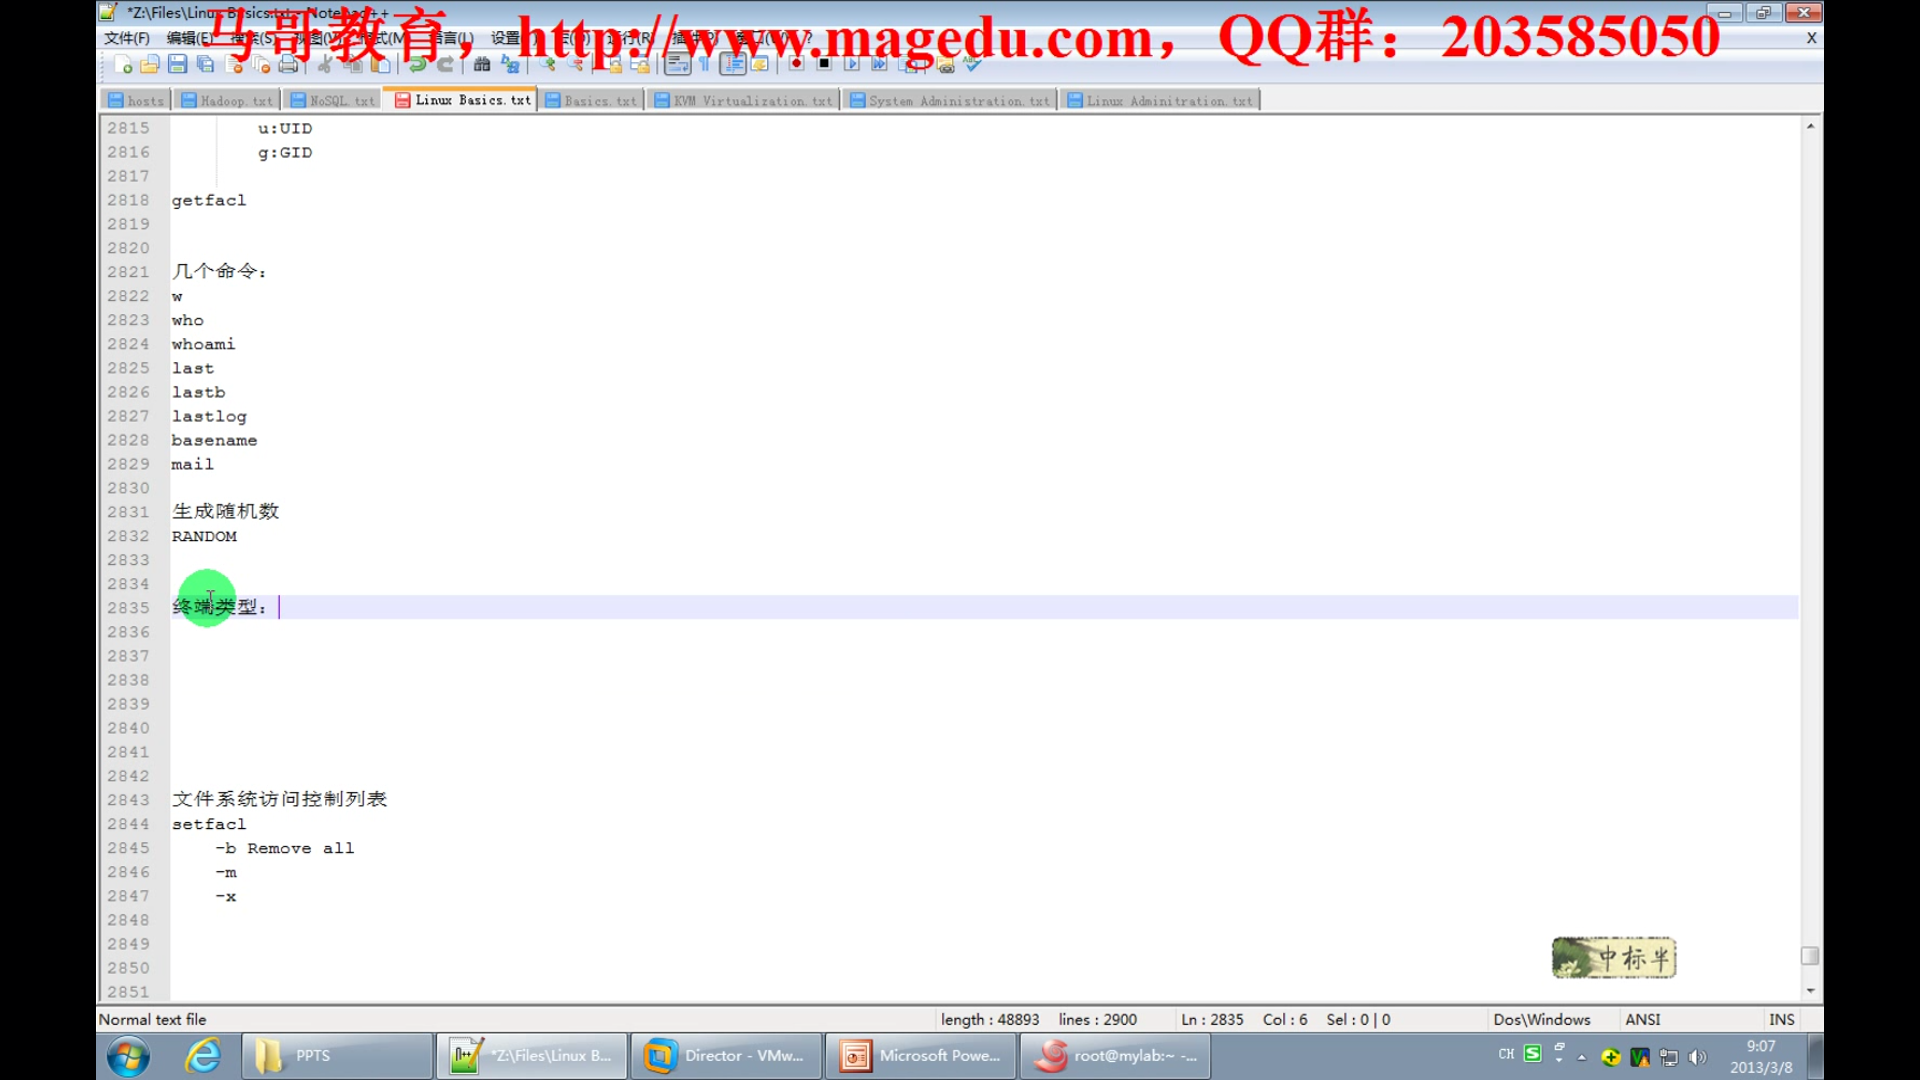 *Z:\Files\Linux Basics.txt - Notepad++
马哥教育，http://www.magedu.com，QQ群：203585050
文件(F) 编辑(E) 搜索(S) 视图(V) 格式(M) 语言(L) 设置 运行(R) ?
X
hosts Hadoop.txt NoSQL.txt Linux Basics.txt Basics.txt KVM Virtualization.txt System Administration.txt Linux Adminitration.txt
2815 u:UID
2816 g:GID
2817
2818 getfacl
2819
2820
2821 几个命令：
2822 w
2823 who
2824 whoami
2825 last
2826 lastb
2827 lastlog
2828 basename
2829 mail
2830
2831 生成随机数
2832 RANDOM
2833
2834
2835 终端类型：
2836
2837
2838
2839
2840
2841
2842
2843 文件系统访问控制列表
2844 setfacl
2845 -b Remove all
2846 -m
2847 -x
2848
2849
2850
2851
中标半
Normal text file length : 48893 lines : 2900 Ln : 2835 Col : 6 Sel : 0 | 0 Dos\Windows ANSI INS
PPTS *Z:\Files\Linux B... Director - VMw... Microsoft Powe... root@mylab:~ -... CH 9:07
2013/3/8